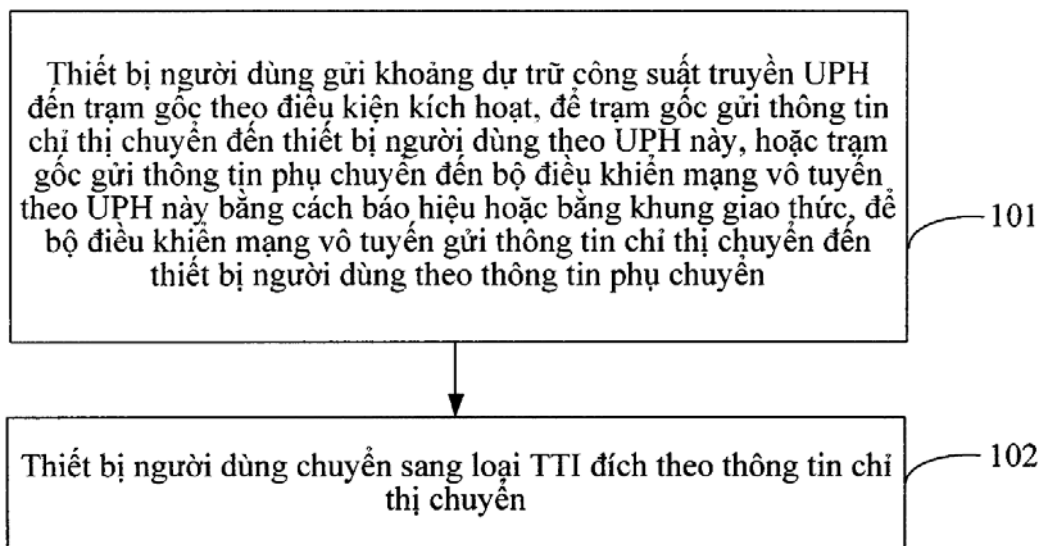 Thiết bị người dùng gửi khoảng dự trữ công suất truyền UPH
đến trạm gốc theo điều kiện kích hoạt, để trạm gốc gửi thông tin
chỉ thị chuyển đến thiết bị người dùng theo UPH này, hoặc trạm
gốc gửi thông tin phụ chuyển đến bộ điều khiển mạng vô tuyến
theo UPH này bằng cách báo hiệu hoặc bằng khung giao thức, để
bộ điều khiển mạng vô tuyến gửi thông tin chỉ thị chuyển đến
thiết bị người dùng theo thông tin phụ chuyển
101
Thiết bị người dùng chuyển sang loại TTI đích theo thông tin chỉ
thị chuyển
102